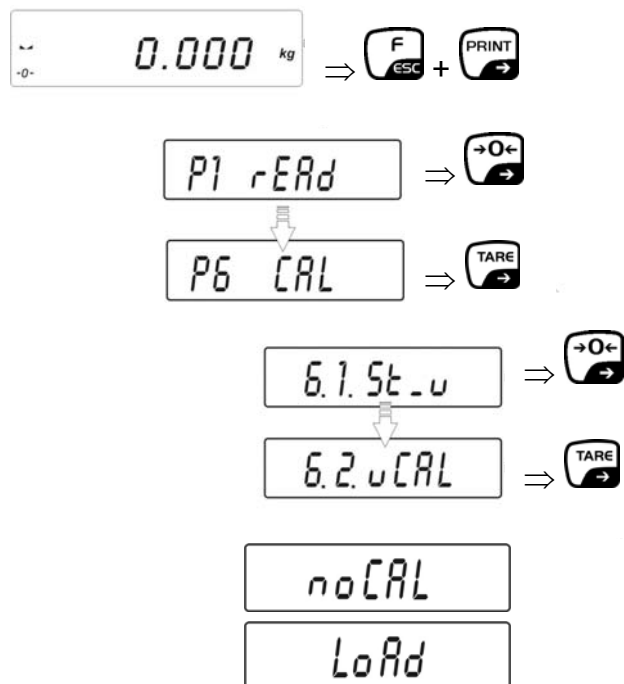 0.000 kg
-0-
⇒ F ESC + PRINT
P1 rEAd ⇒ →0←
P6 CAL ⇒ TARE
6.1.St_u ⇒ →0←
6.2.uCAL ⇒ TARE
noCAL
LoAd